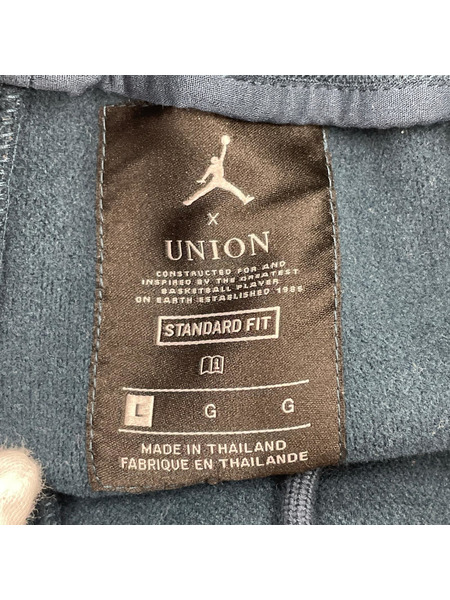 X
UNION
CONSTRUCTED FOR AND
INSPIRED BY THE GREATEST
BASKETBALL PLAYER
ON EARTH ESTABLISHED 1985
STANDARD FIT
L G G
MADE IN THAILAND
FABRIQUE EN THAILANDE